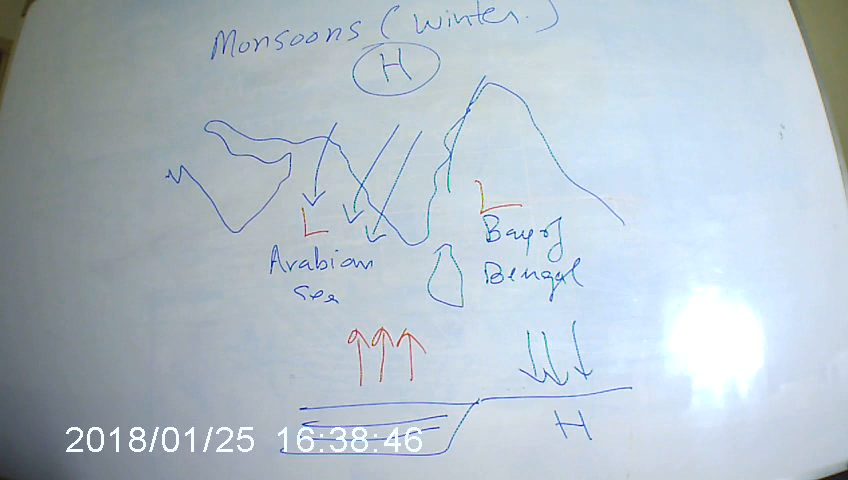 Monsoons (Winter.)
H
L
L
Arabian
Sea
Bay of
Bengal
H
2018/01/25 16:38:46